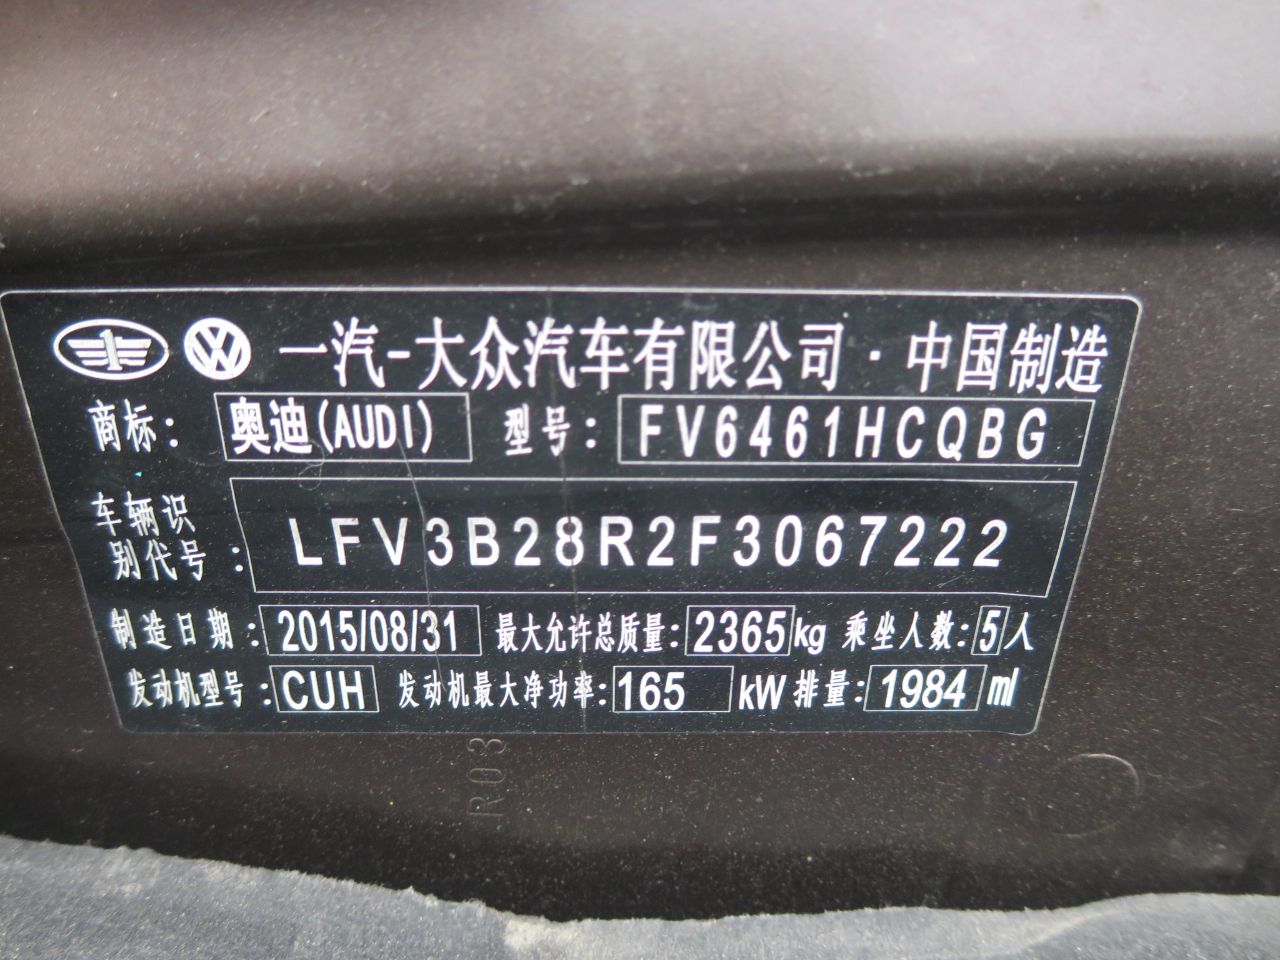 一汽-大众汽车有限公司·中国制造
商标: 奥迪(AUDI) 型号: FV6461HCQBG
车辆识别代号: LFV3B28R2F3067222
制造日期: 2015/08/31 最大允许总质量: 2365kg 乘坐人数: 5人
发动机型号: CUH 发动机最大净功率: 165 kW 排量: 1984 ml
R03